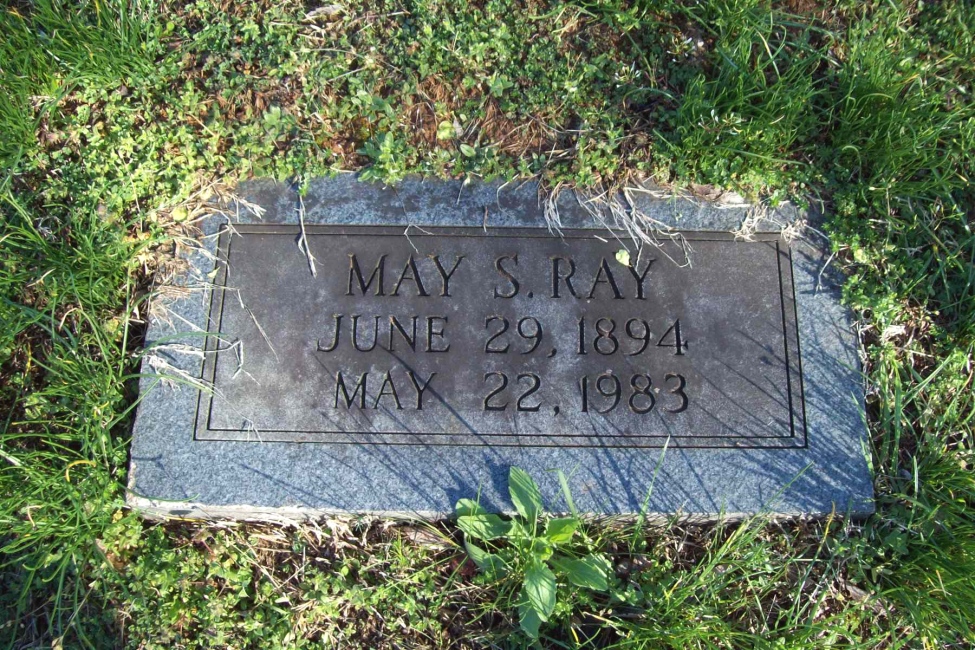 MAY S. RAY
JUNE 29, 1894
MAY 22, 1983